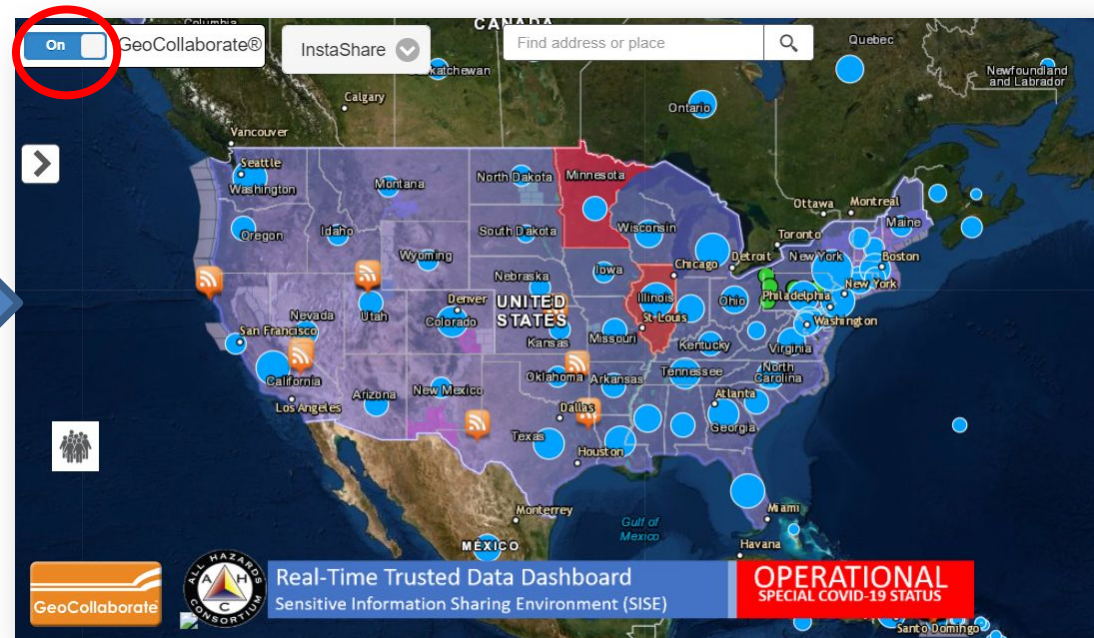 Columbia
CANADA
On
GeoCollaborate®
InstaShare
Find address or place
Quebec
katchewan
Newfoundland
and Labrador
Calgary
Ontario
Vancouver
Seattle
Washington
Montana
North Dakota
Minnesota
Ottawa
Montreal
Maine
Oregon
Idaho
South Dakota
Wisconsin
Toronto
Wyoming
Detroit
New York
Boston
Nebraska
Iowa
Chicago
New York
Denver
UNITED
STATES
Illinois
Ohio
Philadelphia
Nevada
Utah
Colorado
St Louis
Washington
San Francisco
Kansas
Missouri
Kentucky
Virginia
California
Oklahoma
Arkansas
Tennessee
North
Carolina
Arizona
New Mexico
Atlanta
Los Angeles
Dallas
Georgia
Texas
Houston
Monterrey
Miami
Gulf of
Mexico
MÉXICO
Havana
ALL HAZARDS
CONSORTIUM
A H C
GeoCollaborate
Real-Time Trusted Data Dashboard
Sensitive Information Sharing Environment (SISE)
OPERATIONAL
SPECIAL COVID-19 STATUS
Santo Domingo